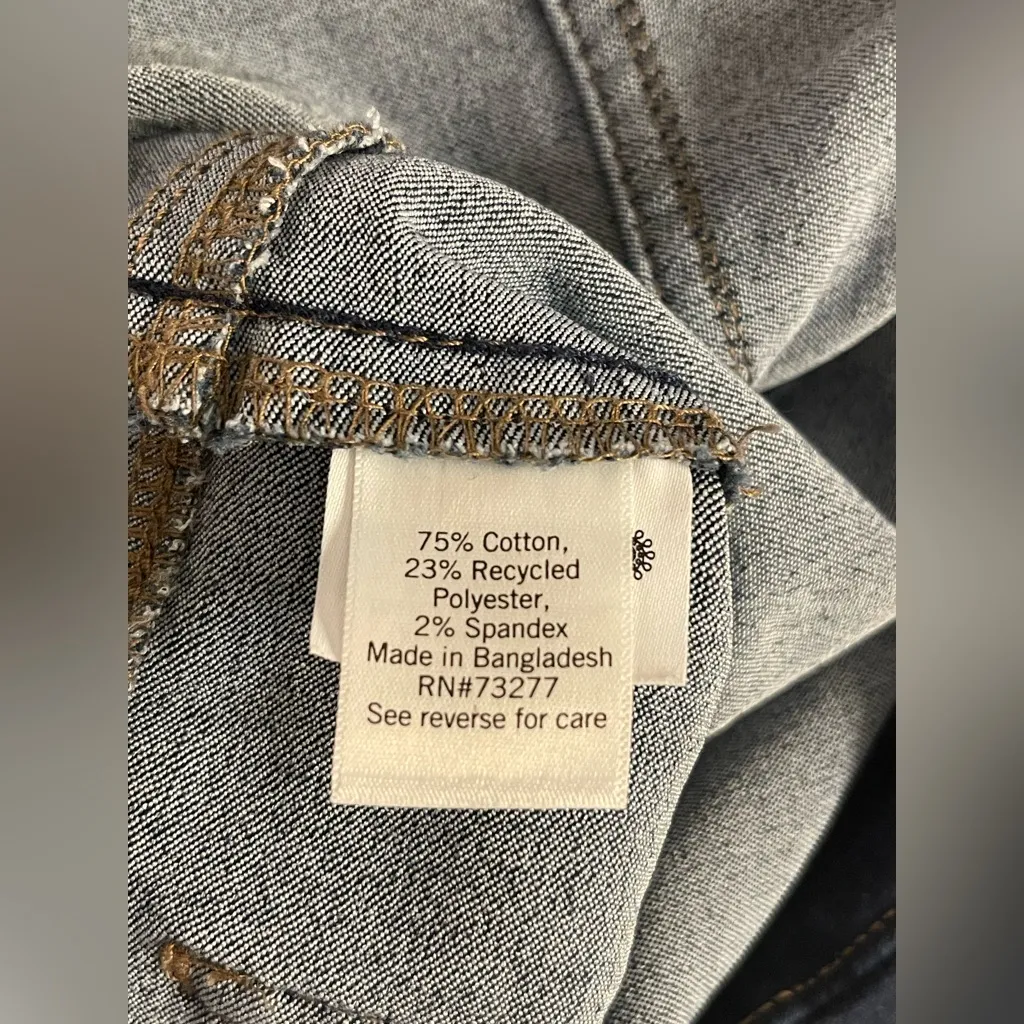 75% Cotton,
23% Recycled
Polyester,
2% Spandex
Made in Bangladesh
RN#73277
See reverse for care